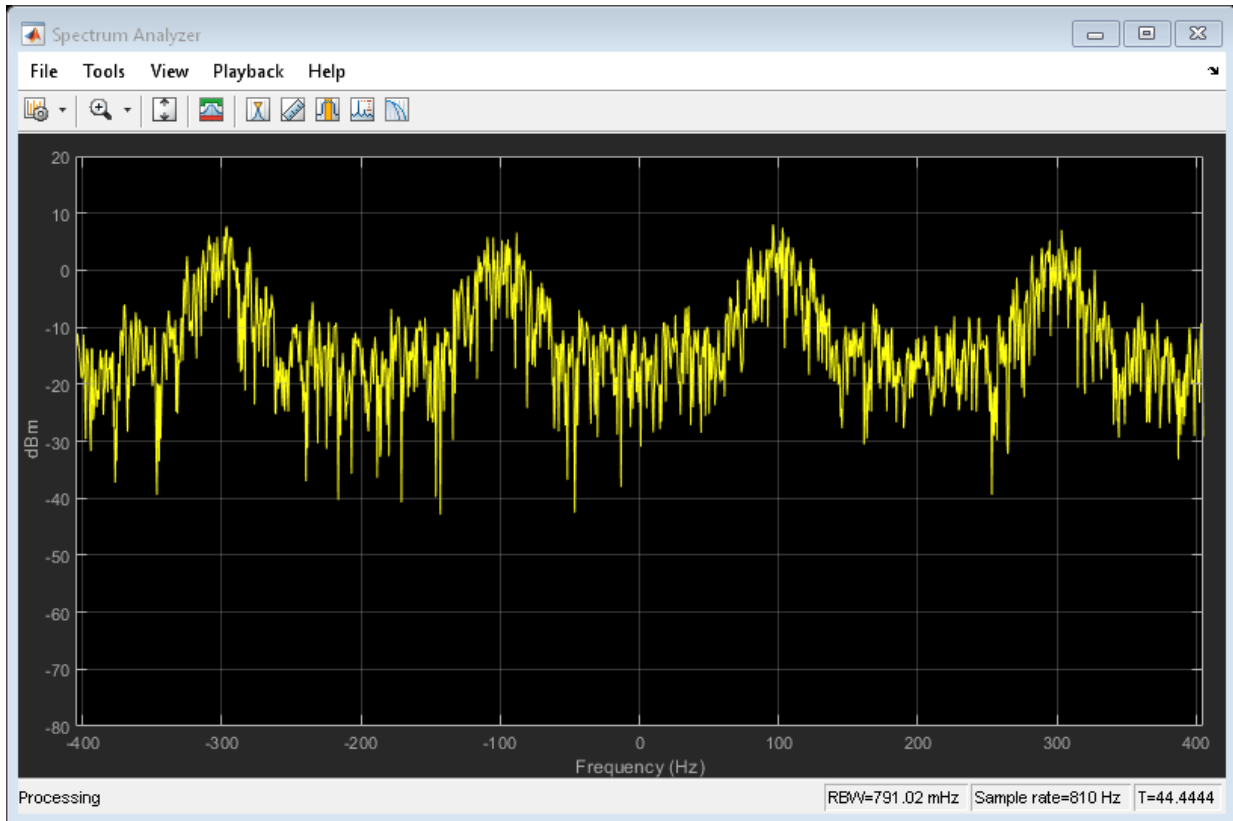 Spectrum Analyzer
File Tools View Playback Help
20
10
0
-10
-20
-30
-40
-50
-60
-70
-80
dBm
-400 -300 -200 -100 0 100 200 300 400
Frequency (Hz)
Processing RBW=791.02 mHz Sample rate=810 Hz T=44.4444